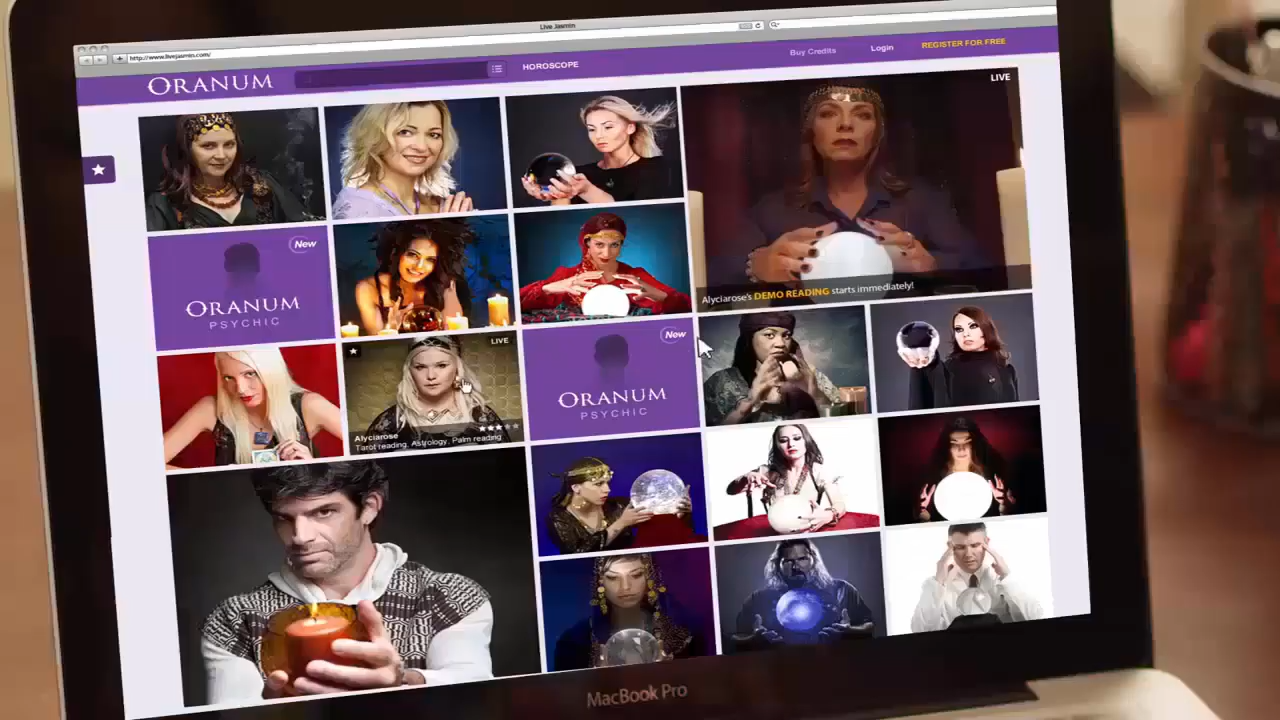 Live Jasmin
http://www.livejasmin.com/
ORANUM
HOROSCOPE
Buy Credits
Login
REGISTER FOR FREE
LIVE
New
ORANUM
PSYCHIC
Alyciarose's DEMO READING starts immediately!
LIVE
Alyciarose
Tarot reading, Astrology, Palm reading
New
ORANUM
PSYCHIC
MacBook Pro